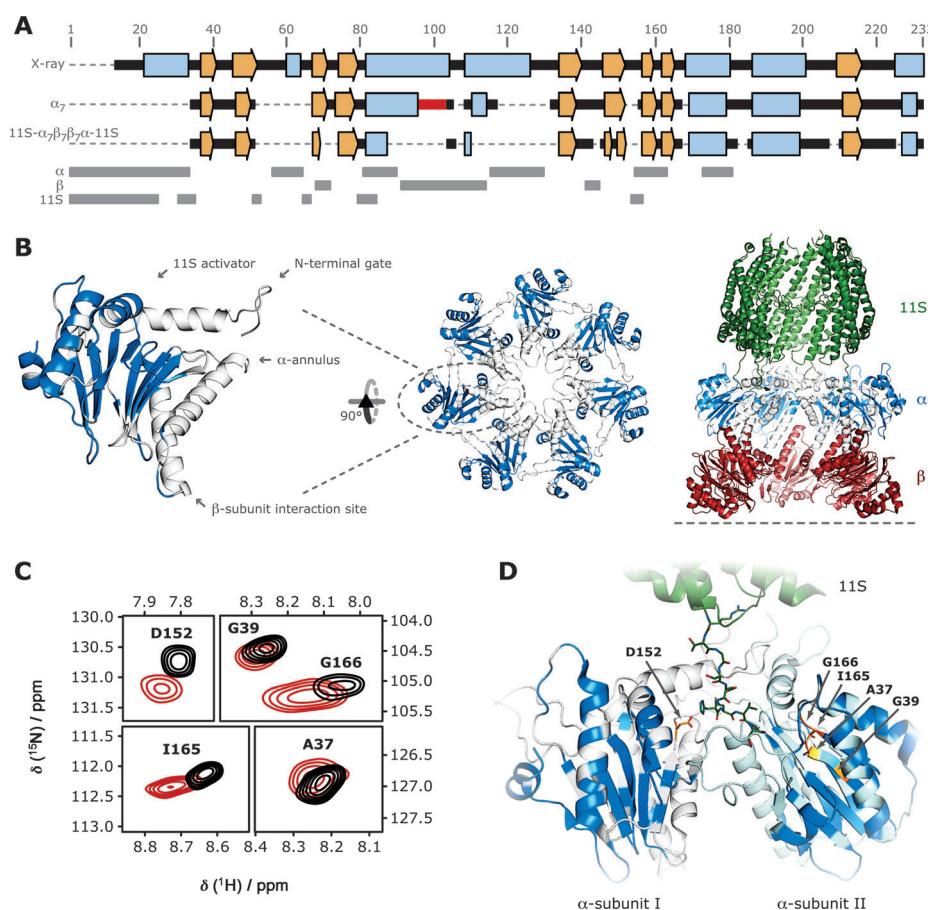 A
1 20 40 60 80 100 120 140 160 180 200 220 23
X-ray
α7
11S-α7β7β7α-11S
α
β
11S
B
11S activator
N-terminal gate
α-annulus
90°
β-subunit interaction site
11S
α
β
C
7.9 7.8 8.3 8.2 8.1 8.0
130.0 130.5 131.0 131.5
D152
G39
G166
104.0 104.5 105.0 105.5
111.5 112.0 112.5 113.0
I165
A37
126.5 127.0 127.5
8.8 8.7 8.6 8.5 8.4 8.3 8.2 8.1
δ (15N) / ppm
δ (1H) / ppm
D
11S
D152
G166
I165
A37
G39
α-subunit I
α-subunit II